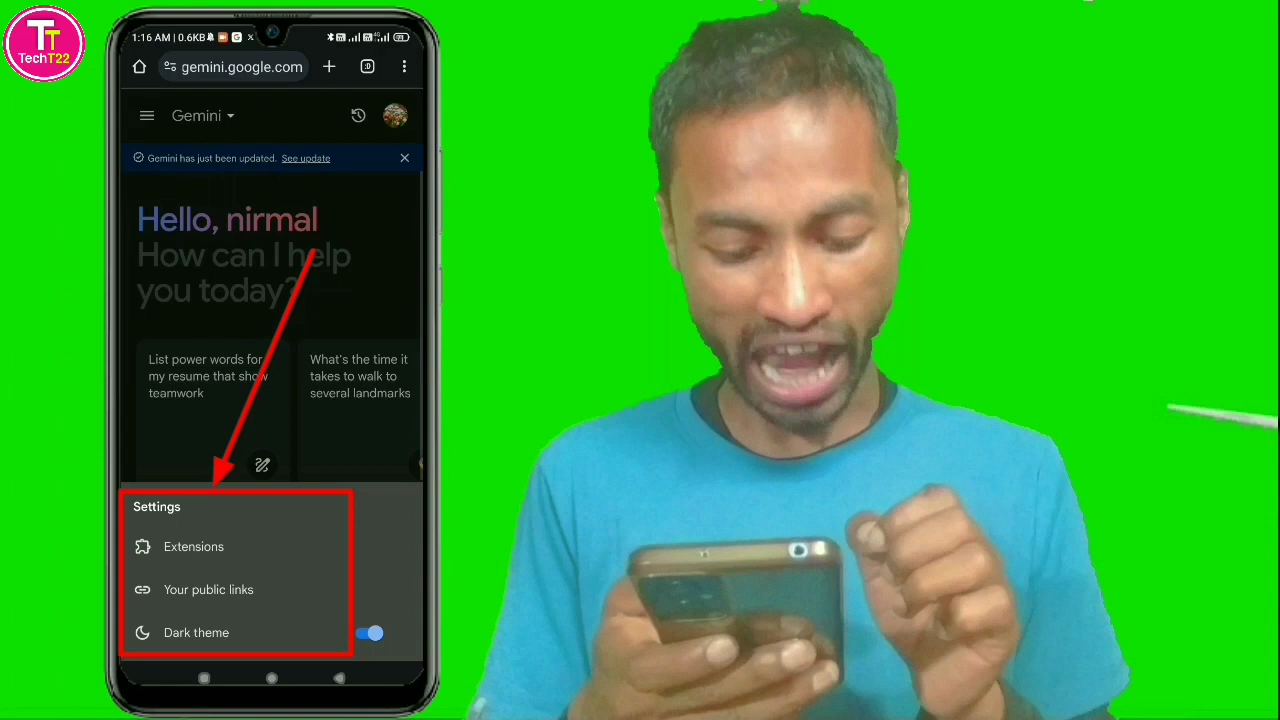 TT
TechT22
1:16 AM | 0.6KB
gemini.google.com
:D
Gemini
Gemini has just been updated. See update
Hello, nirmal
How can I help
you today?
List power words for
my resume that show
teamwork
What's the time it
takes to walk to
several landmarks
Settings
Extensions
Your public links
Dark theme